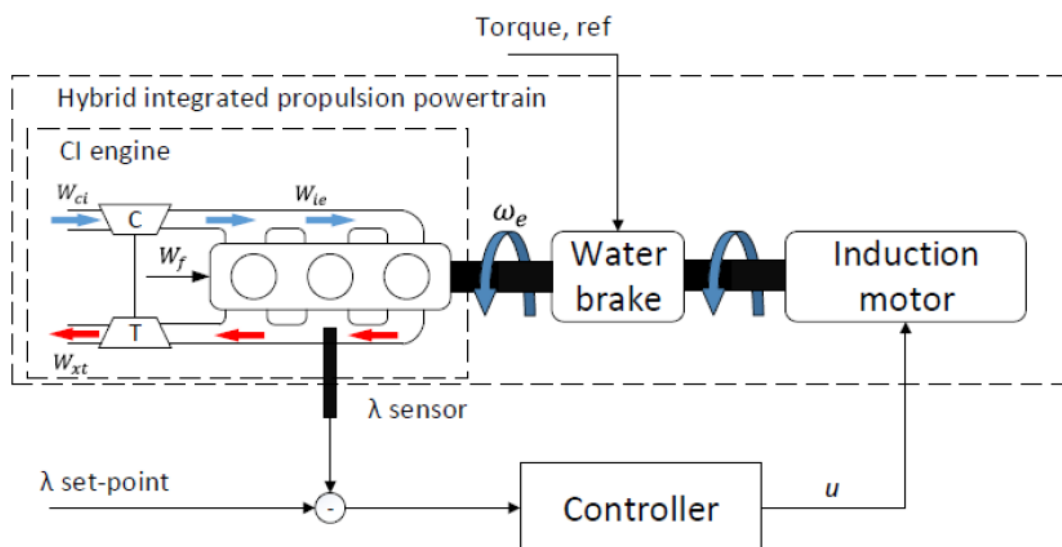 Torque, ref
Hybrid integrated propulsion powertrain
CI engine
W_ci
W_ie
C
ω_e
W_f
Water
brake
Induction
motor
T
W_xt
λ sensor
λ set-point
-
Controller
u